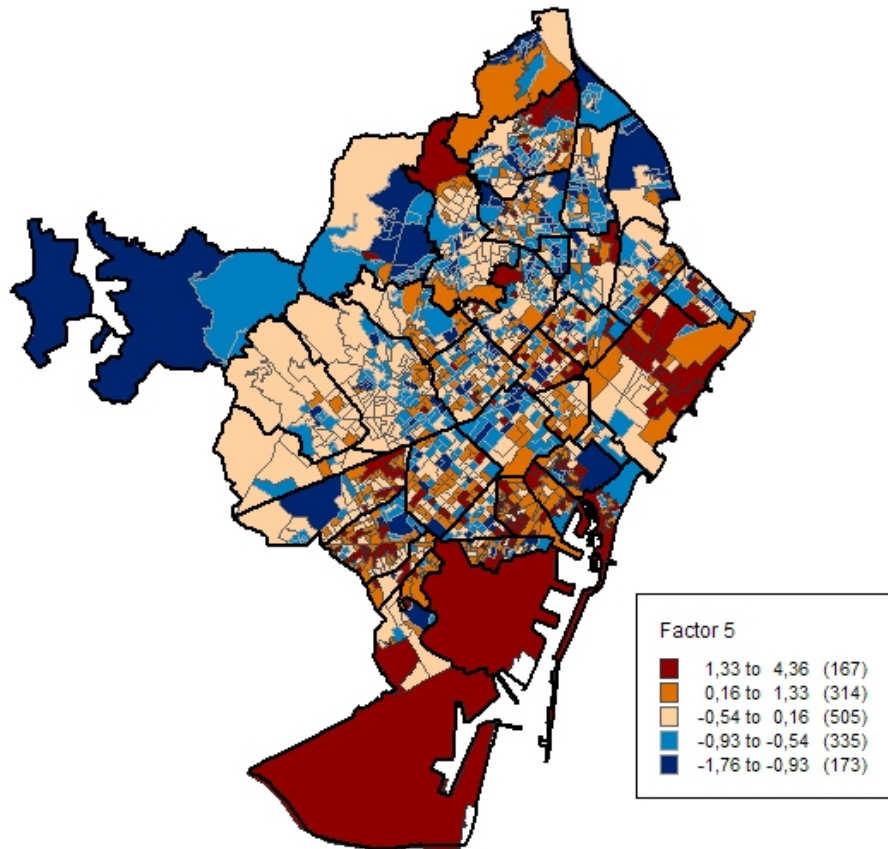 Factor 5
1,33 to 4,36 (167)
0,16 to 1,33 (314)
-0,54 to 0,16 (505)
-0,93 to -0,54 (335)
-1,76 to -0,93 (173)